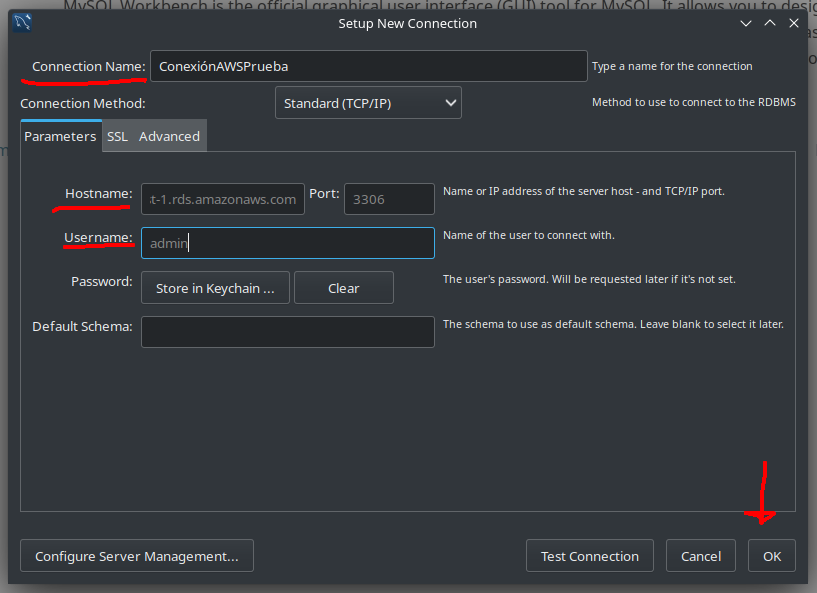 MySQL Workbench is the official graphical user interface (GUI) tool for MySQL. It allows you to
Setup New Connection
Connection Name: ConexiónAWSPrueba Type a name for the connection
Connection Method: Standard (TCP/IP) Method to use to connect to the RDBMS
Parameters SSL Advanced
Hostname: t-1.rds.amazonaws.com Port: 3306 Name or IP address of the server host - and TCP/IP port.
Username: admin Name of the user to connect with.
Password: Store in Keychain ... Clear The user's password. Will be requested later if it's not set.
Default Schema: The schema to use as default schema. Leave blank to select it later.
Configure Server Management... Test Connection Cancel OK